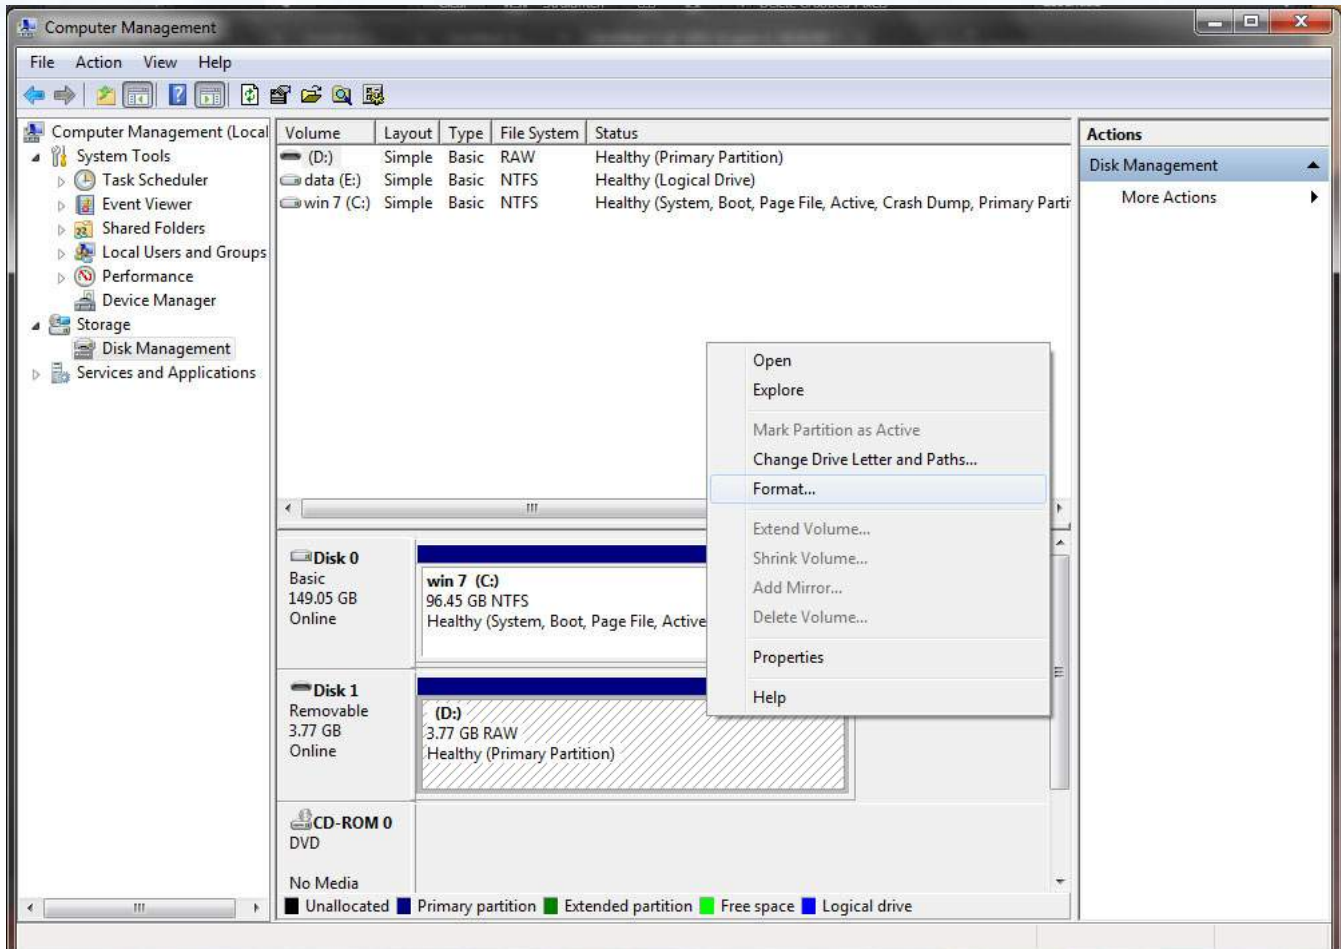 Computer Management
File Action View Help
Computer Management (Local
System Tools
Task Scheduler
Event Viewer
Shared Folders
Local Users and Groups
Performance
Device Manager
Storage
Disk Management
Services and Applications
Volume Layout Type File System Status
(D:) Simple Basic RAW Healthy (Primary Partition)
data (E:) Simple Basic NTFS Healthy (Logical Drive)
win 7 (C:) Simple Basic NTFS Healthy (System, Boot, Page File, Active, Crash Dump, Primary Parti
Actions
Disk Management
More Actions
Open
Explore
Mark Partition as Active
Change Drive Letter and Paths...
Format...
Extend Volume...
Shrink Volume...
Add Mirror...
Delete Volume...
Properties
Help
Disk 0
Basic
149.05 GB
Online
win 7 (C:)
96.45 GB NTFS
Healthy (System, Boot, Page File, Active
Disk 1
Removable
3.77 GB
Online
(D:)
3.77 GB RAW
Healthy (Primary Partition)
CD-ROM 0
DVD
No Media
Unallocated Primary partition Extended partition Free space Logical drive